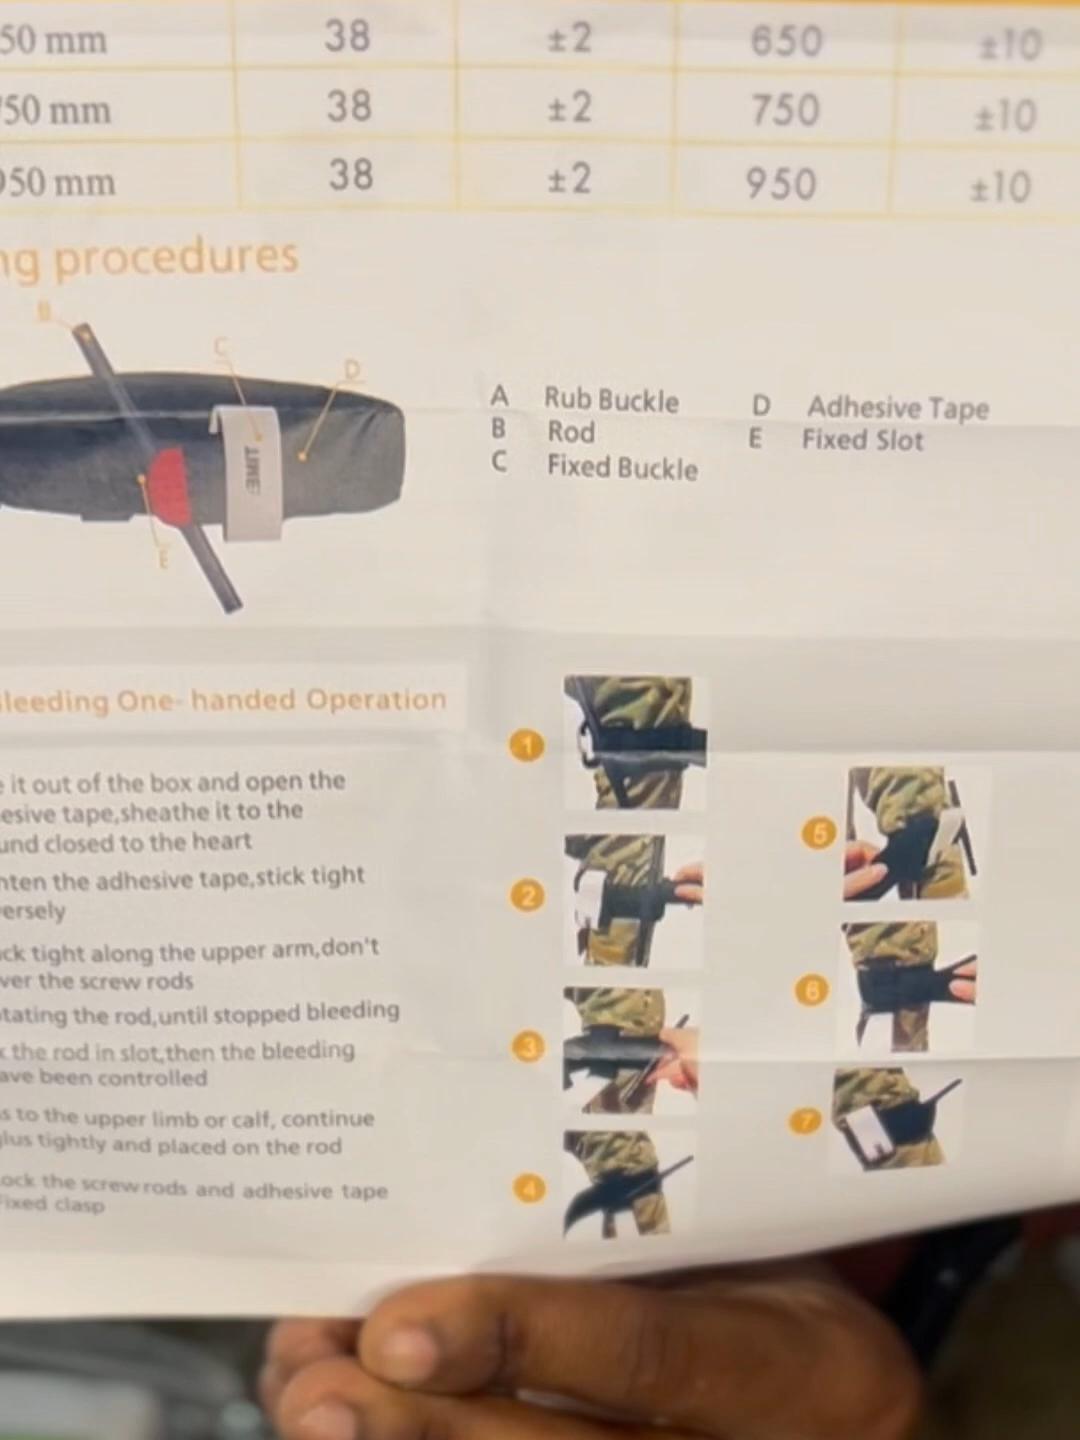 50 mm 38 ±2 650 ±10
750 mm 38 ±2 750 ±10
950 mm 38 ±2 950 ±10
ng procedures
B
C
D
TIME
E
A Rub Buckle
B Rod
C Fixed Buckle
D Adhesive Tape
E Fixed Slot
leeding One- handed Operation
e it out of the box and open the
esive tape,sheathe it to the
und closed to the heart
hten the adhesive tape,stick tight
ersely
ck tight along the upper arm,don't
ver the screw rods
tating the rod,until stopped bleeding
x the rod in slot,then the bleeding
ave been controlled
s to the upper limb or calf, continue
glus tightly and placed on the rod
ock the screw rods and adhesive tape
Fixed clasp
1
2
3
4
5
6
7